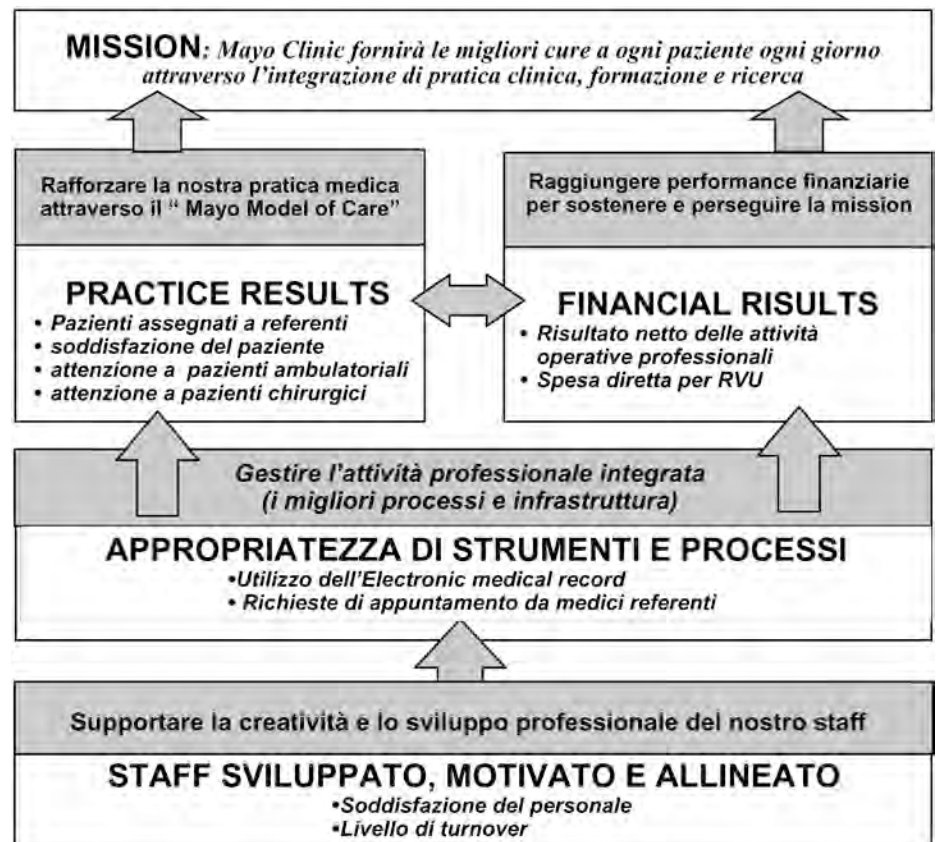 MISSION: Mayo Clinic fornirà le migliori cure a ogni paziente ogni giorno
attraverso l'integrazione di pratica clinica, formazione e ricerca
Rafforzare la nostra pratica medica
attraverso il “ Mayo Model of Care”
PRACTICE RESULTS
• Pazienti assegnati a referenti
• soddisfazione del paziente
• attenzione a pazienti ambulatoriali
• attenzione a pazienti chirurgici
Raggiungere performance finanziarie
per sostenere e perseguire la mission
FINANCIAL RISULTS
• Risultato netto delle attività
operative professionali
• Spesa diretta per RVU
Gestire l'attività professionale integrata
(i migliori processi e infrastruttura)
APPROPRIATEZZA DI STRUMENTI E PROCESSI
•Utilizzo dell'Electronic medical record
• Richieste di appuntamento da medici referenti
Supportare la creatività e lo sviluppo professionale del nostro staff
STAFF SVILUPPATO, MOTIVATO E ALLINEATO
•Soddisfazione del personale
•Livello di turnover